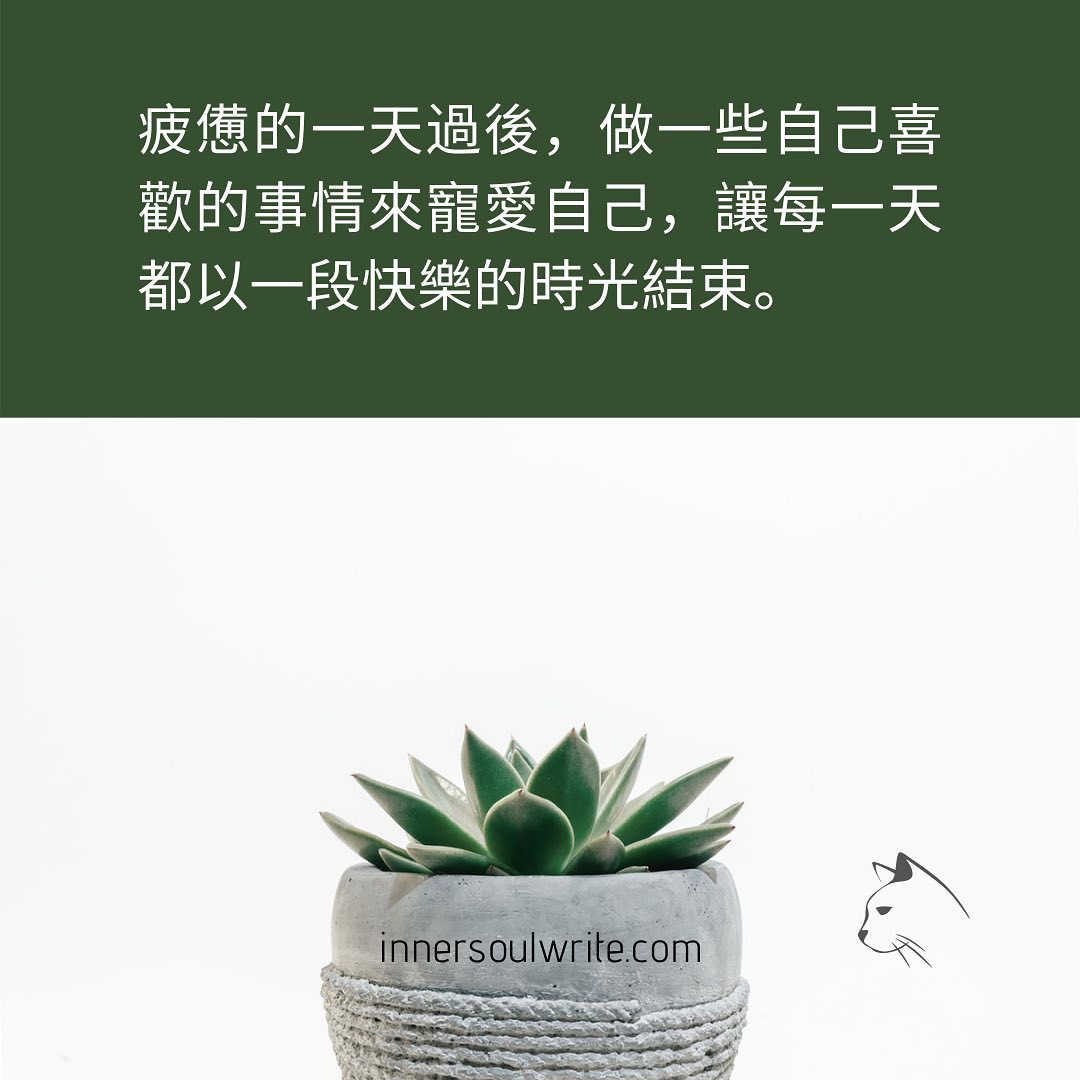 疲憊的一天過後，做一些自己喜
歡的事情來寵愛自己，讓每一天
都以一段快樂的時光結束。
innersoulwrite.com